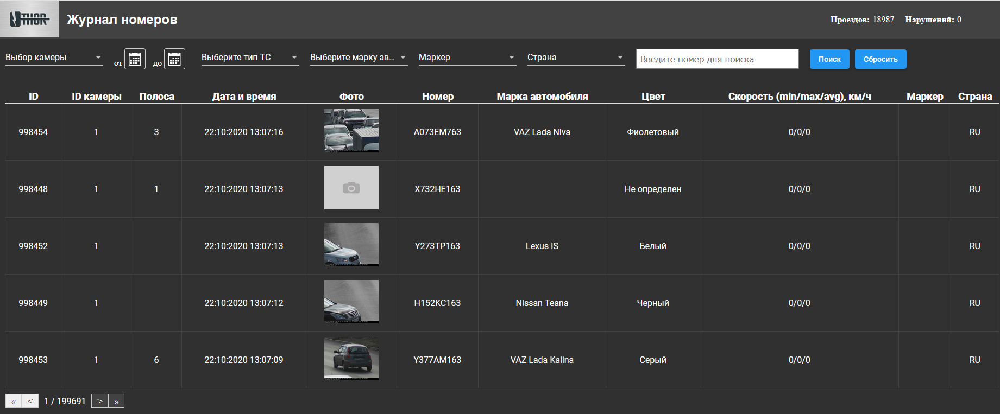 THOR
Журнал номеров
Проездов: 18987 Нарушений: 0
Выбор камеры от до Выберите тип ТС Выберите марку ав... Маркер Страна Введите номер для поиска Поиск Сбросить
ID ID камеры Полоса Дата и время Фото Номер Марка автомобиля Цвет Скорость (min/max/avg), км/ч Маркер Страна
998454 1 3 22:10:2020 13:07:16 A073EM763 VAZ Lada Niva Фиолетовый 0/0/0 RU
998448 1 1 22:10:2020 13:07:13 X732HE163 Не определен 0/0/0 RU
998452 1 22:10:2020 13:07:13 Y273TP163 Lexus IS Белый 0/0/0 RU
998449 1 22:10:2020 13:07:12 H152KC163 Nissan Teana Черный 0/0/0 RU
998453 1 6 22:10:2020 13:07:09 Y377AM163 VAZ Lada Kalina Серый 0/0/0 RU
« < 1 / 199691 > »